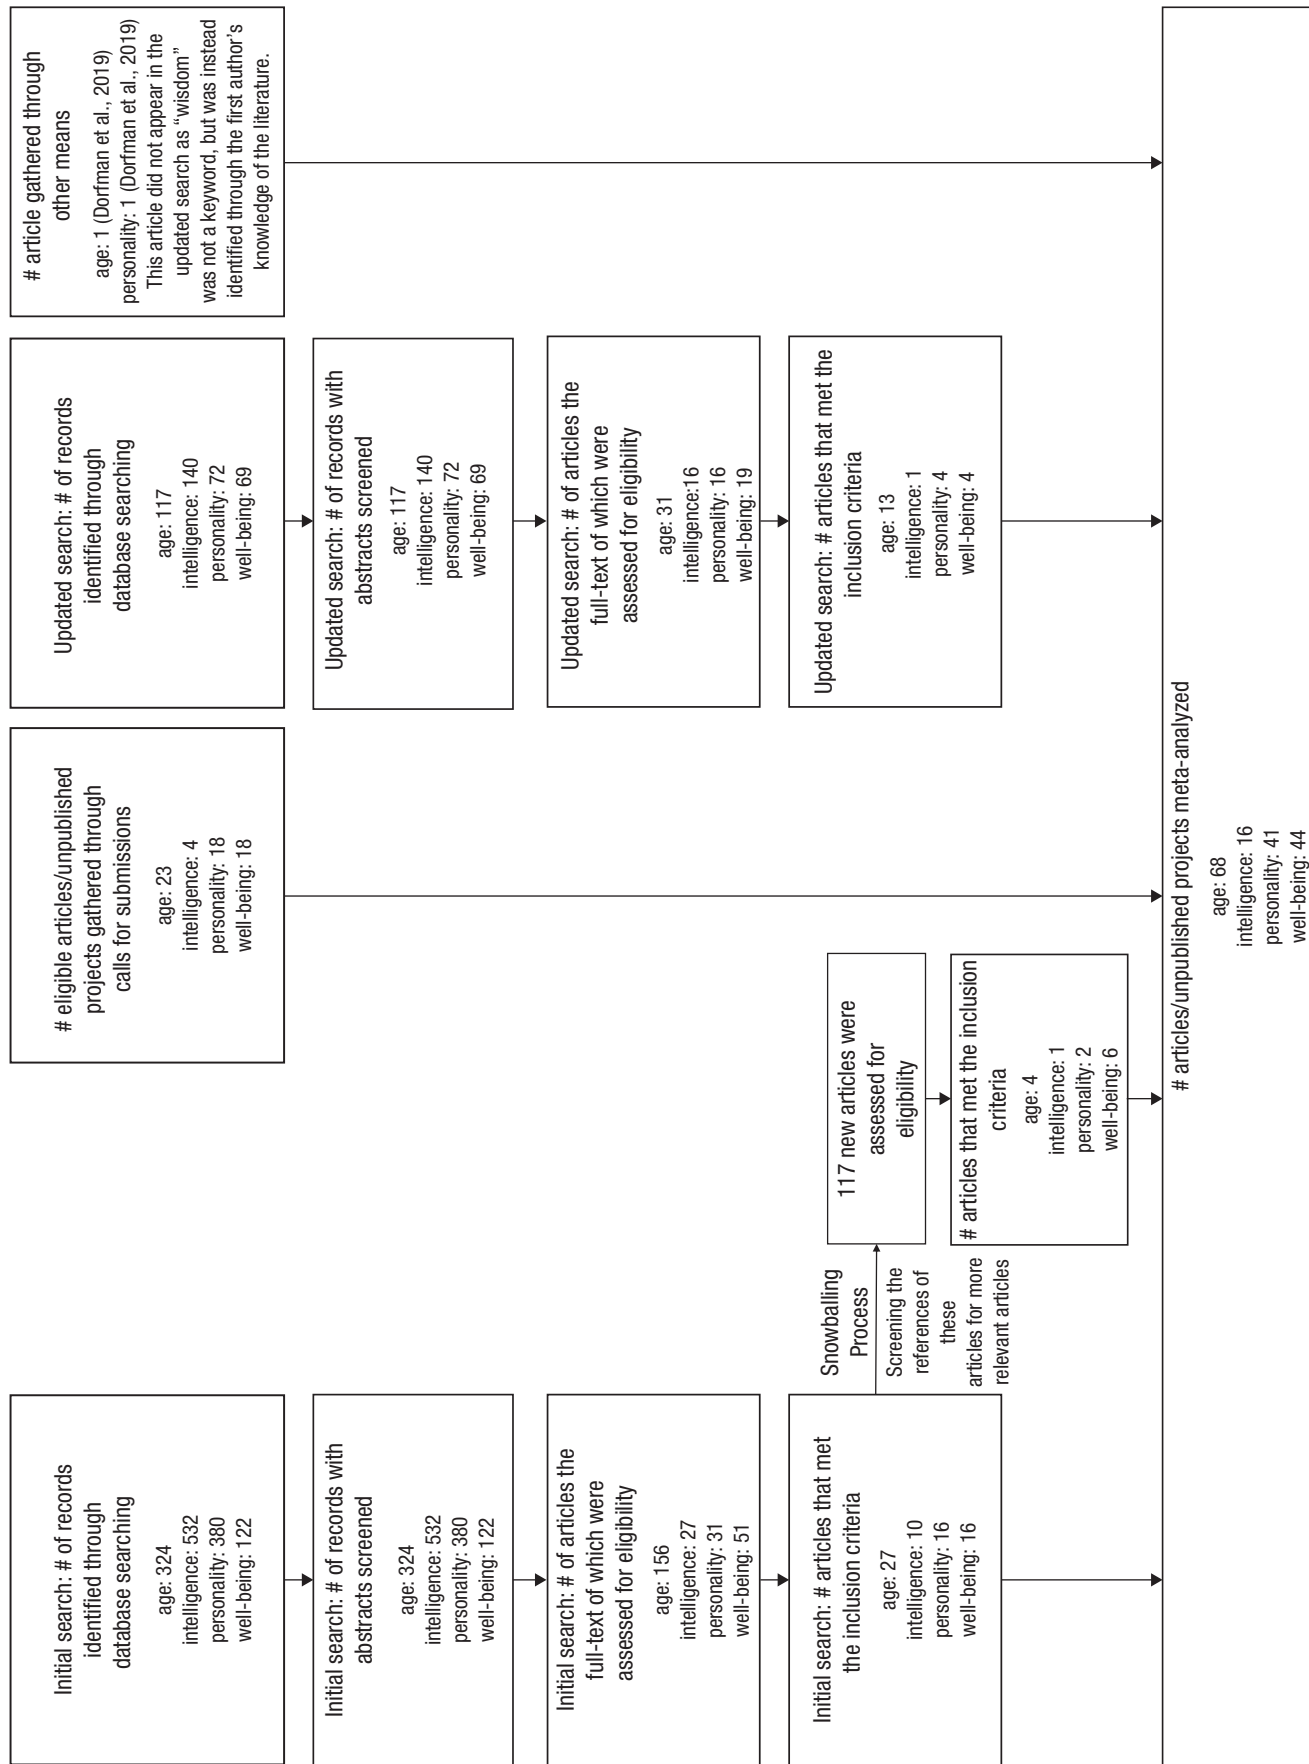 Initial search: # of records
identified through
database searching
age: 324
intelligence: 532
personality: 380
well-being: 122
Initial search: # of records with
abstracts screened
age: 324
intelligence: 532
personality: 380
well-being: 122
Initial search: # of articles the
full-text of which were
assessed for eligibility
age: 156
intelligence: 27
personality: 31
well-being: 51
Initial search: # articles that met
the inclusion criteria
age: 27
intelligence: 10
personality: 16
well-being: 16
Snowballing
Process
Screening the
references of
these
articles for more
relevant articles
117 new articles were
assessed for
eligibility
# articles that met the inclusion
criteria
age: 4
intelligence: 1
personality: 2
well-being: 6
# eligible articles/unpublished
projects gathered through
calls for submissions
age: 23
intelligence: 4
personality: 18
well-being: 18
Updated search: # of records
identified through
database searching
age: 117
intelligence: 140
personality: 72
well-being: 69
Updated search: # of records with
abstracts screened
age: 117
intelligence: 140
personality: 72
well-being: 69
Updated search: # of articles the
full-text of which were
assessed for eligibility
age: 31
intelligence:16
personality: 16
well-being: 19
Updated search: # articles that met the
inclusion criteria
age: 13
intelligence: 1
personality: 4
well-being: 4
# article gathered through
other means
age: 1 (Dorfman et al., 2019)
personality: 1 (Dorfman et al., 2019)
This article did not appear in the
updated search as “wisdom”
was not a keyword, but was instead
identified through the first author’s
knowledge of the literature.
# articles/unpublished projects meta-analyzed
age: 68
intelligence: 16
personality: 41
well-being: 44